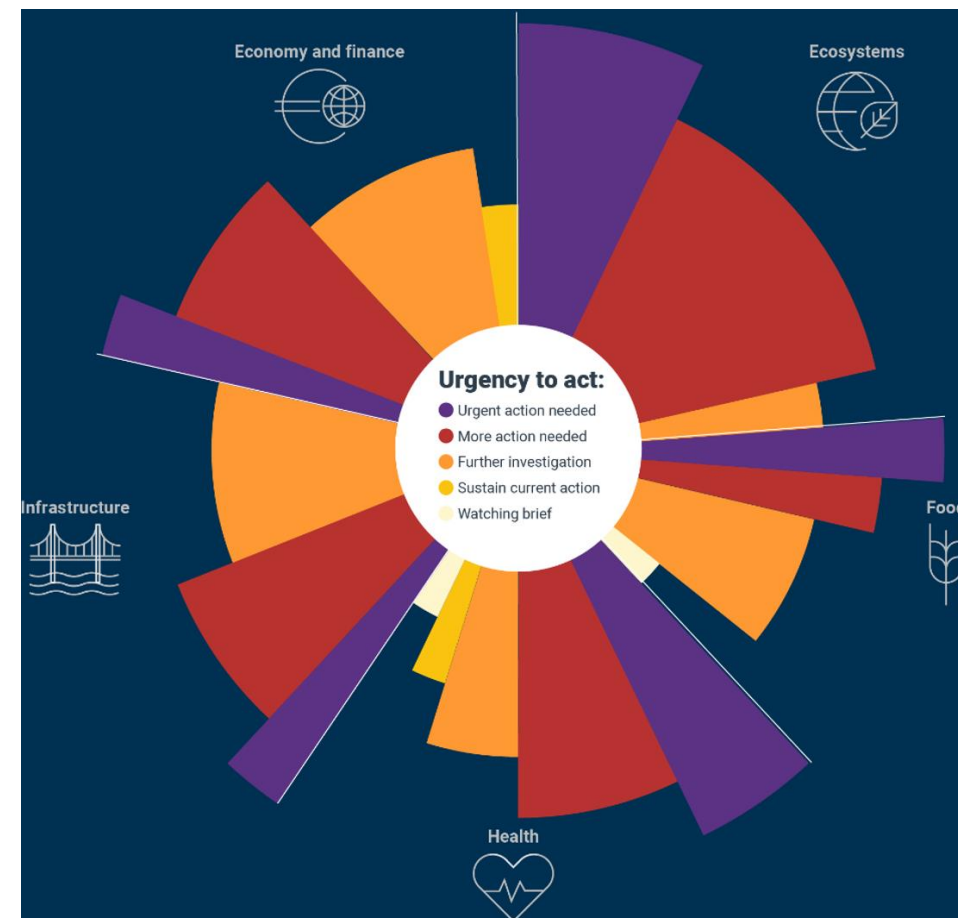 Economy and finance
Ecosystems
Urgency to act:
Urgent action needed
More action needed
Further investigation
Sustain current action
Watching brief
Infrastructure
Foo
Health